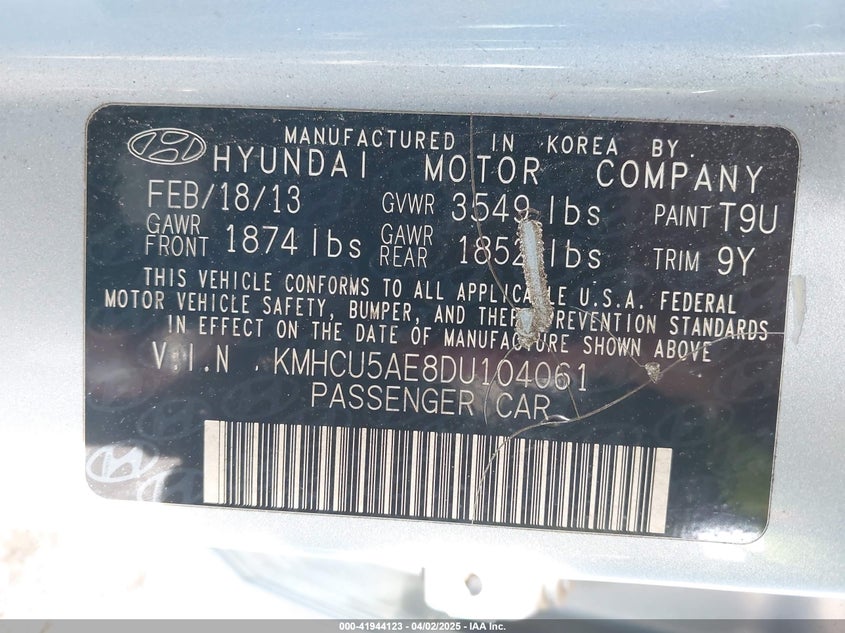 MANUFACTURED IN KOREA BY
HYUNDAI MOTOR COMPANY
FEB/18/13 GVWR 3549 lbs PAINT T9U
GAWR FRONT 1874 lbs GAWR REAR 1852 lbs TRIM 9Y
THIS VEHICLE CONFORMS TO ALL APPLICABLE U.S.A. FEDERAL
MOTOR VEHICLE SAFETY, BUMPER, AND THEFT PREVENTION STANDARDS
IN EFFECT ON THE DATE OF MANUFACTURE SHOWN ABOVE
V.I.N KMHCU5AE8DU104061
PASSENGER CAR
000-41944123 - 04/02/2025 - IAA Inc.